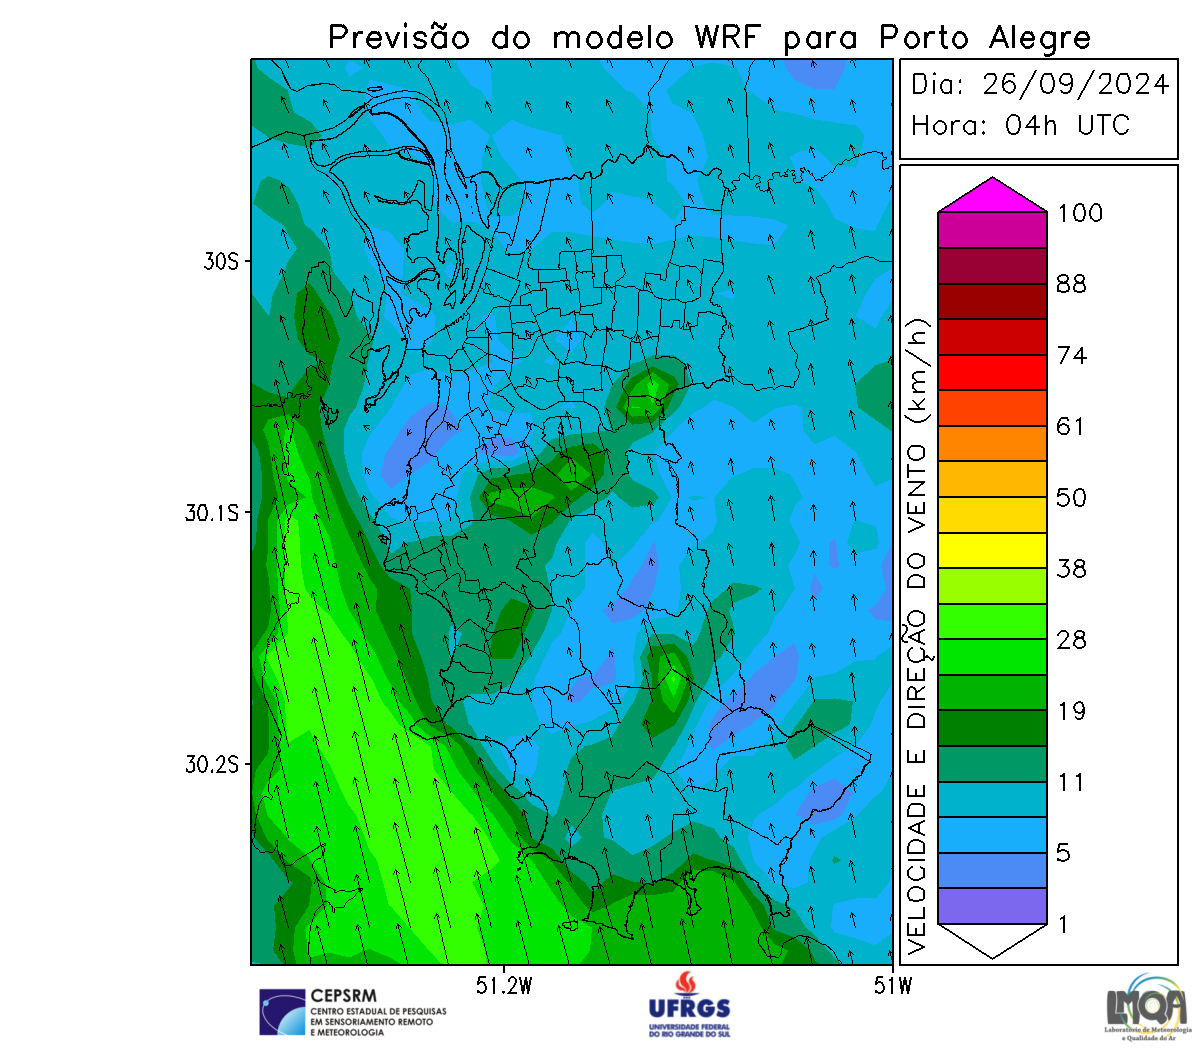 Previsão do modelo WRF para Porto Alegre
Dia: 26/09/2024
Hora: 04h UTC
100
88
74
61
50
38
28
19
11
5
1
VELOCIDADE E DIREÇÃO DO VENTO (km/h)
30S
30.1S
30.2S
51.2W
51W
CEPSRM
CENTRO ESTADUAL DE PESQUISAS
EM SENSORIAMENTO REMOTO
E METEOROLOGIA
UFRGS
UNIVERSIDADE FEDERAL
DO RIO GRANDE DO SUL
LMQA
Laboratório de Meteorologia
e Qualidade do Ar